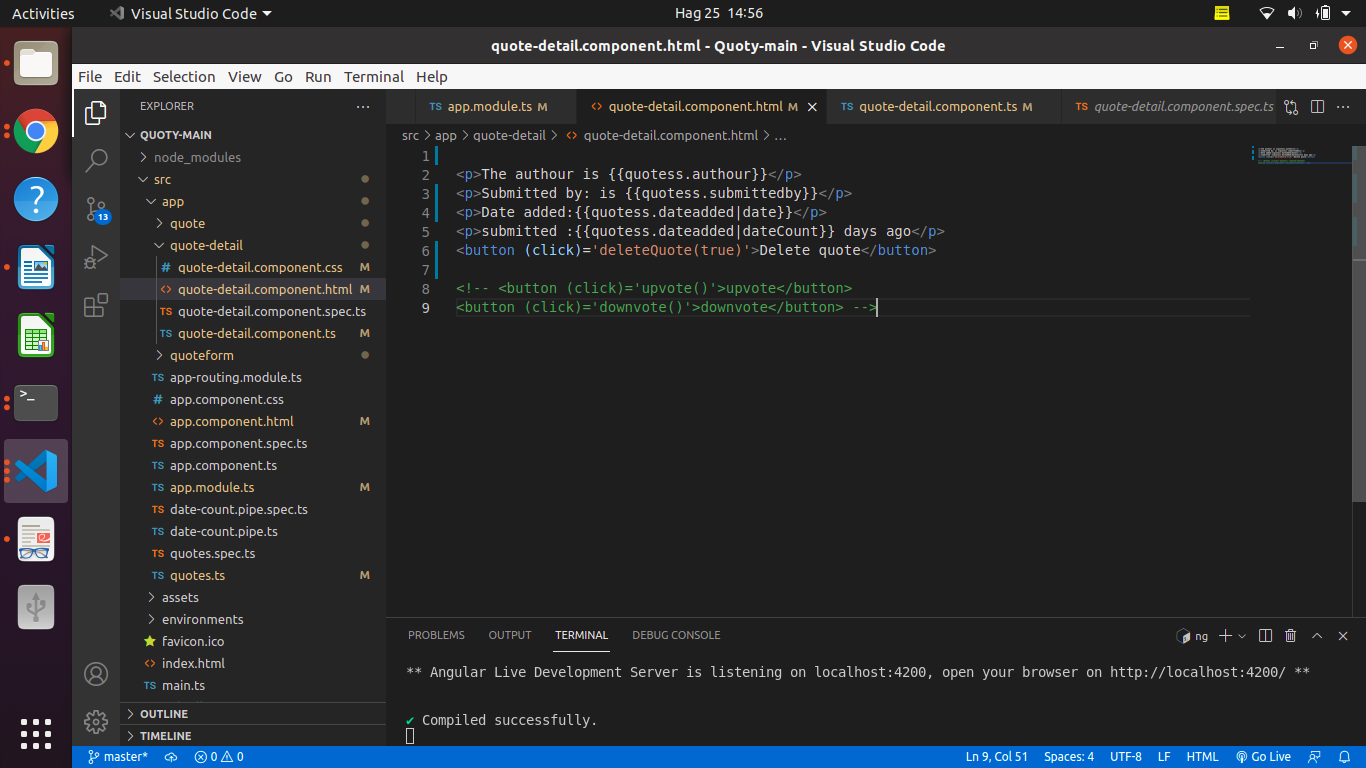 Activities
Visual Studio Code
Hag 25 14:56
quote-detail.component.html - Quoty-main - Visual Studio Code
File Edit Selection View Go Run Terminal Help
EXPLORER
QUOTY-MAIN
node_modules
src
app
quote
quote-detail
# quote-detail.component.css M
<> quote-detail.component.html M
TS quote-detail.component.spec.ts
TS quote-detail.component.ts M
quoteform
TS app-routing.module.ts
# app.component.css
<> app.component.html M
TS app.component.spec.ts
TS app.component.ts
TS app.module.ts M
TS date-count.pipe.spec.ts
TS date-count.pipe.ts
TS quotes.spec.ts
TS quotes.ts M
assets
environments
favicon.ico
<> index.html
TS main.ts
OUTLINE
TIMELINE
13
TS app.module.ts M
<> quote-detail.component.html M
TS quote-detail.component.ts M
TS quote-detail.component.spec.ts
src > app > quote-detail > <> quote-detail.component.html > ...
1
2 <p>The authour is {{quotess.authour}}</p>
3 <p>Submitted by: is {{quotess.submittedby}}</p>
4 <p>Date added:{{quotess.dateadded|date}}</p>
5 <p>submitted :{{quotess.dateadded|dateCount}} days ago</p>
6 <button (click)='deleteQuote(true)'>Delete quote</button>
7
8 <!-- <button (click)='upvote()'>upvote</button>
9 <button (click)='downvote()'>downvote</button> -->
PROBLEMS OUTPUT TERMINAL DEBUG CONSOLE
ng
** Angular Live Development Server is listening on localhost:4200, open your browser on http://localhost:4200/ **
✔ Compiled successfully.
master* 0 0
Ln 9, Col 51 Spaces: 4 UTF-8 LF HTML Go Live